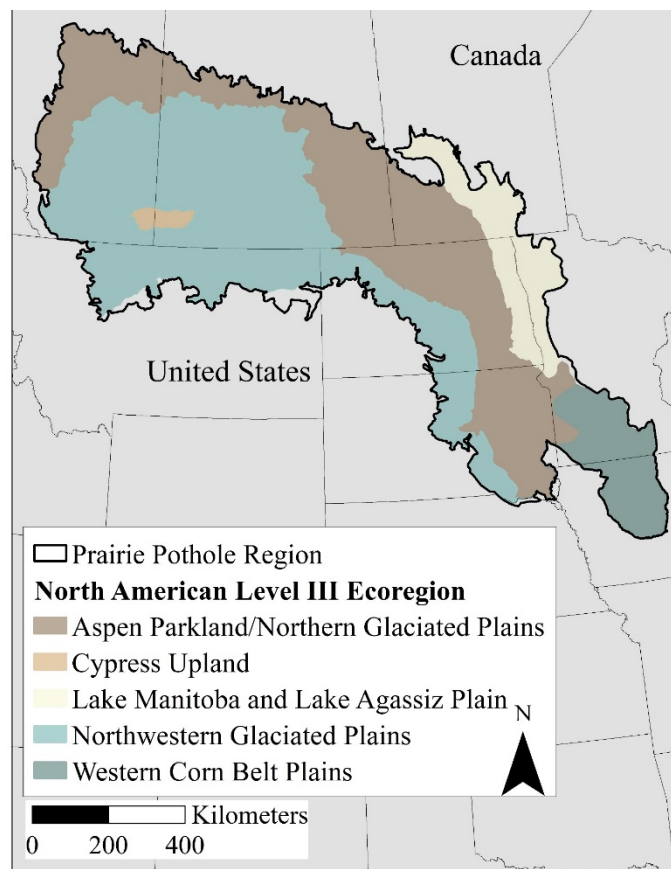 Canada
United States
Prairie Pothole Region
North American Level III Ecoregion
Aspen Parkland/Northern Glaciated Plains
Cypress Upland
Lake Manitoba and Lake Agassiz Plain
Northwestern Glaciated Plains
Western Corn Belt Plains
N
Kilometers
0 200 400